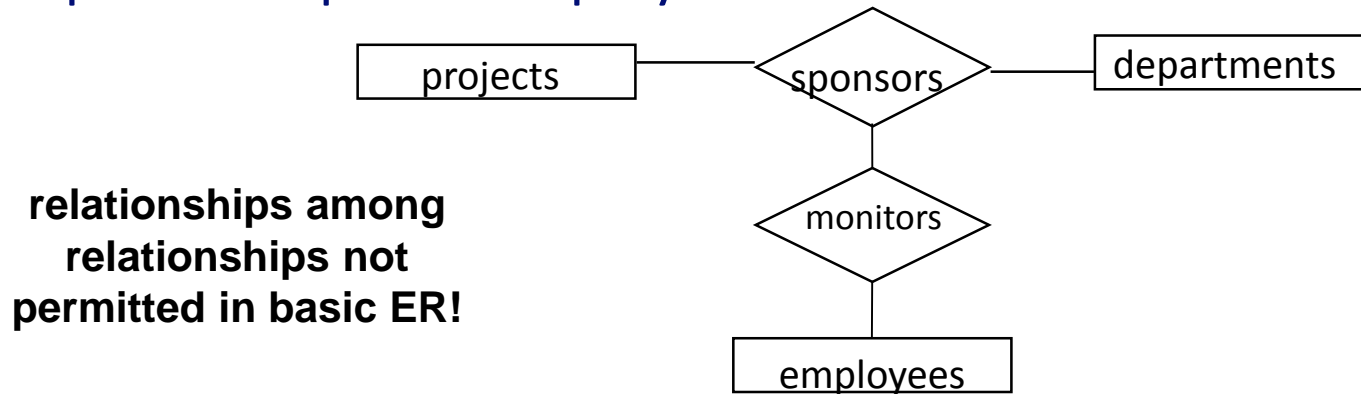 projects
sponsors
departments
relationships among
relationships not
permitted in basic ER!
monitors
employees